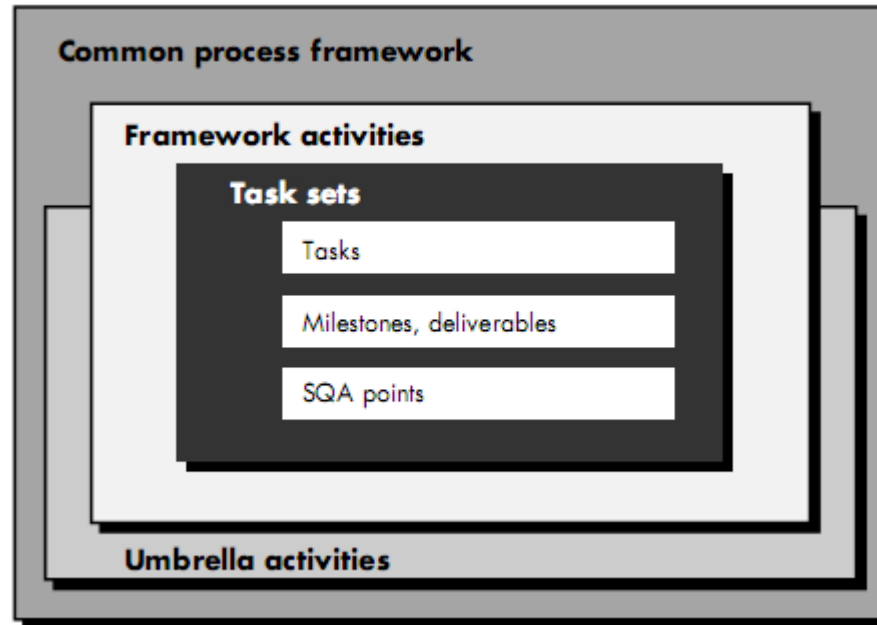 Common process framework
Framework activities
Task sets
Tasks
Milestones, deliverables
SQA points
Umbrella activities